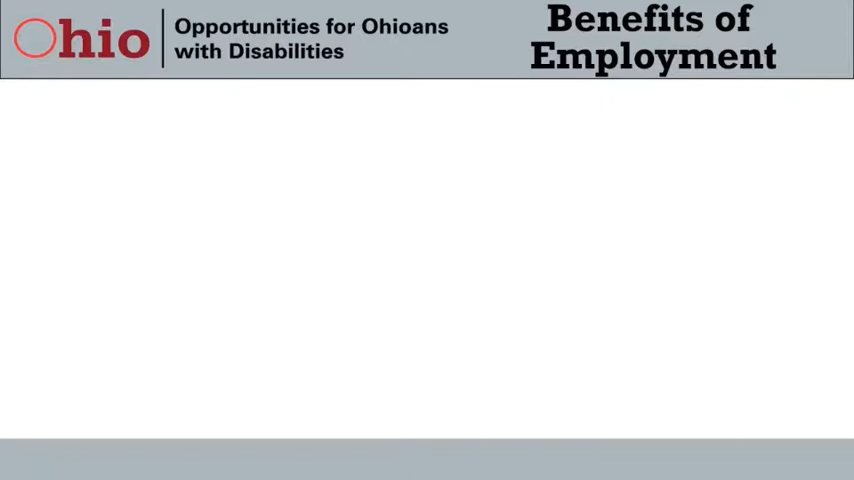 Ohio
Opportunities for Ohioans
with Disabilities
Benefits of
Employment